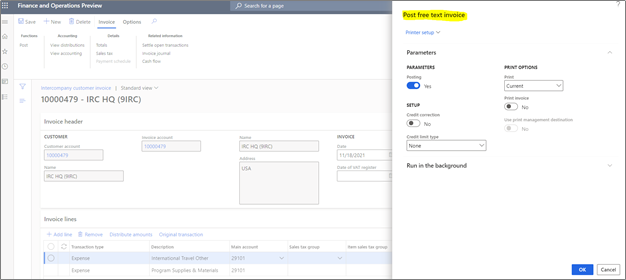 Finance and Operations Preview
Search for a page
Save
New
Delete
Invoice
Options
Functions
Post
Accounting
View distributions
View accounting
Details
Totals
Sales tax
Payment schedule
Related information
Settle open transactions
Invoice journal
Cash flow
Intercompany customer invoice | Standard view
10000479 - IRC HQ (9IRC)
Invoice header
CUSTOMER
Customer account
10000479
Name
IRC HQ (9IRC)
Invoice account
10000479
Name
IRC HQ (9IRC)
Address
USA
INVOICE
Date
11/18/2021
Date of VAT register
Invoice lines
Add line
Remove
Distribute amounts
Original transaction
Transaction type
Description
Main account
Sales tax group
Item sales tax group
Expense
International Travel Other
29101
Expense
Program Supplies & Materials
29101
?
Post free text invoice
Printer setup
Parameters
PARAMETERS
Posting
Yes
SETUP
Credit correction
No
Credit limit type
None
PRINT OPTIONS
Print
Current
Print invoice
No
Use print management destination
No
Run in the background
OK
Cancel